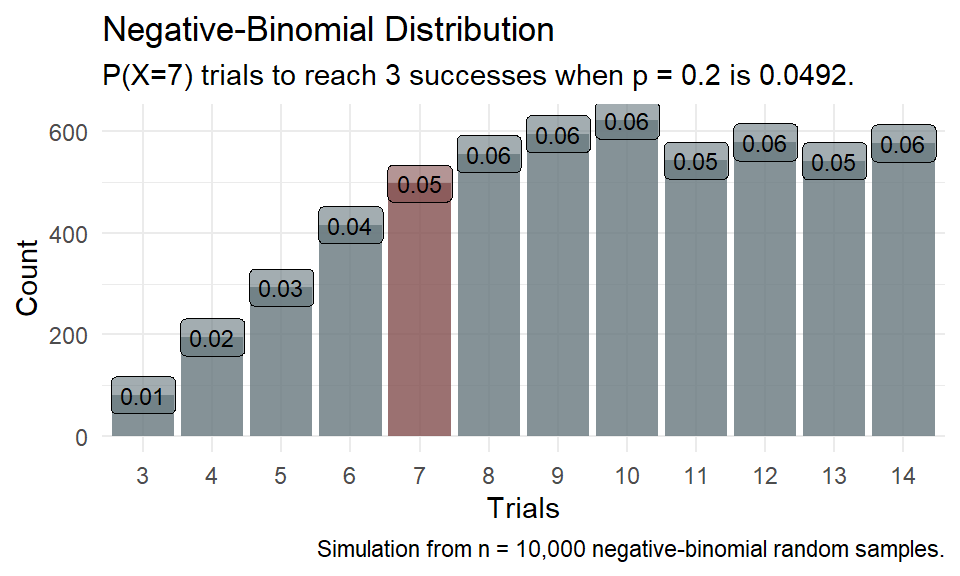 Negative-Binomial Distribution
P(X=7) trials to reach 3 successes when p = 0.2 is 0.0492.
Count
600
400
200
0
0.01
0.02
0.03
0.04
0.05
0.06
0.06
0.06
0.05
0.06
0.05
0.06
3 4 5 6 7 8 9 10 11 12 13 14
Trials
Simulation from n = 10,000 negative-binomial random samples.